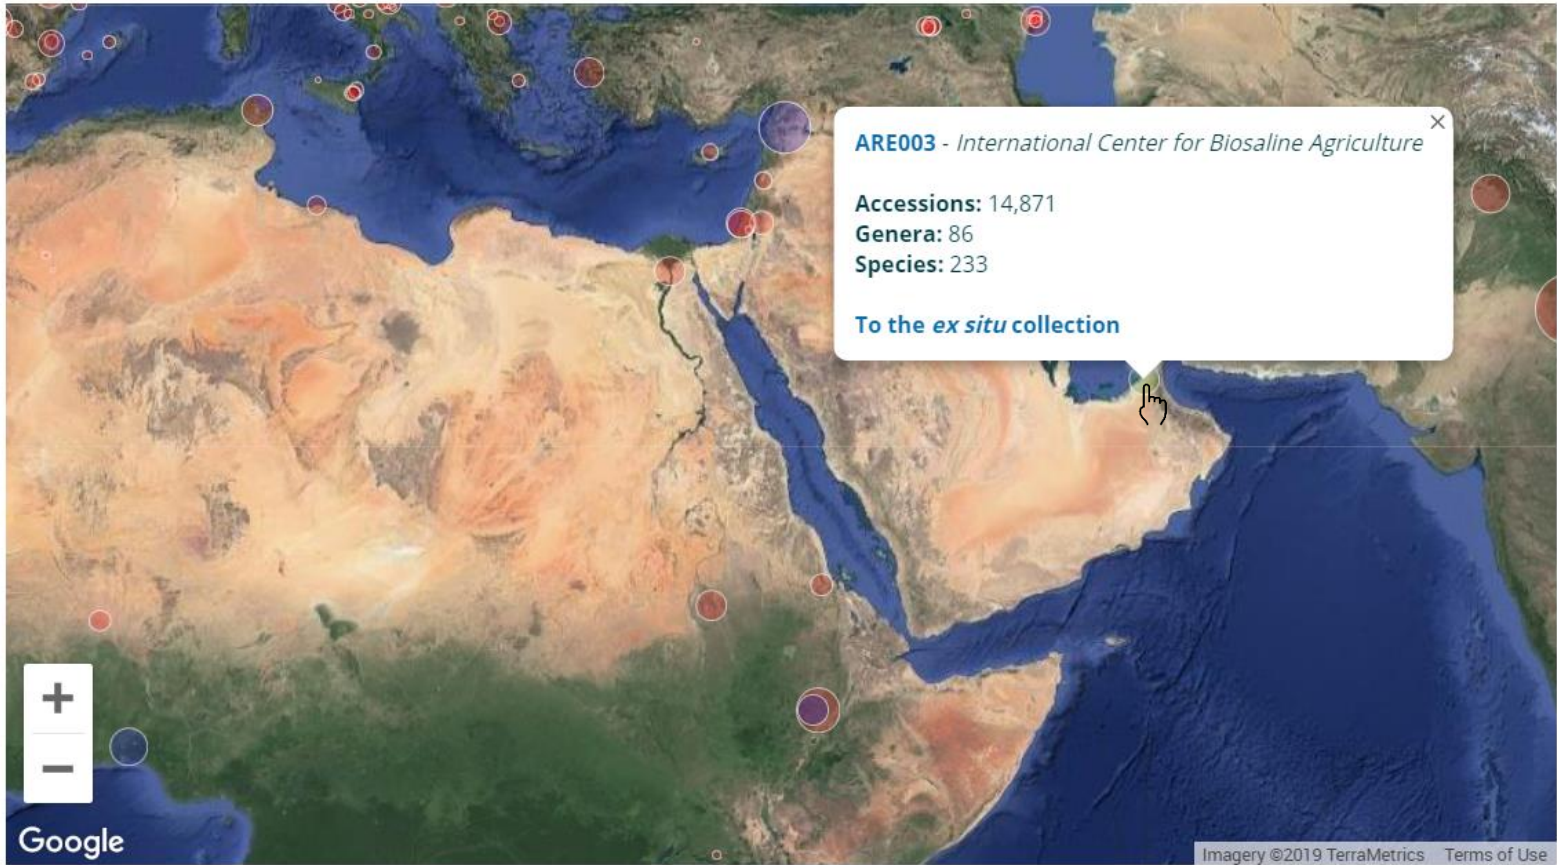 ×
ARE003 - International Center for Biosaline Agriculture
Accessions: 14,871
Genera: 86
Species: 233
To the ex situ collection
+
−
Google
Imagery ©2019 TerraMetrics Terms of Use